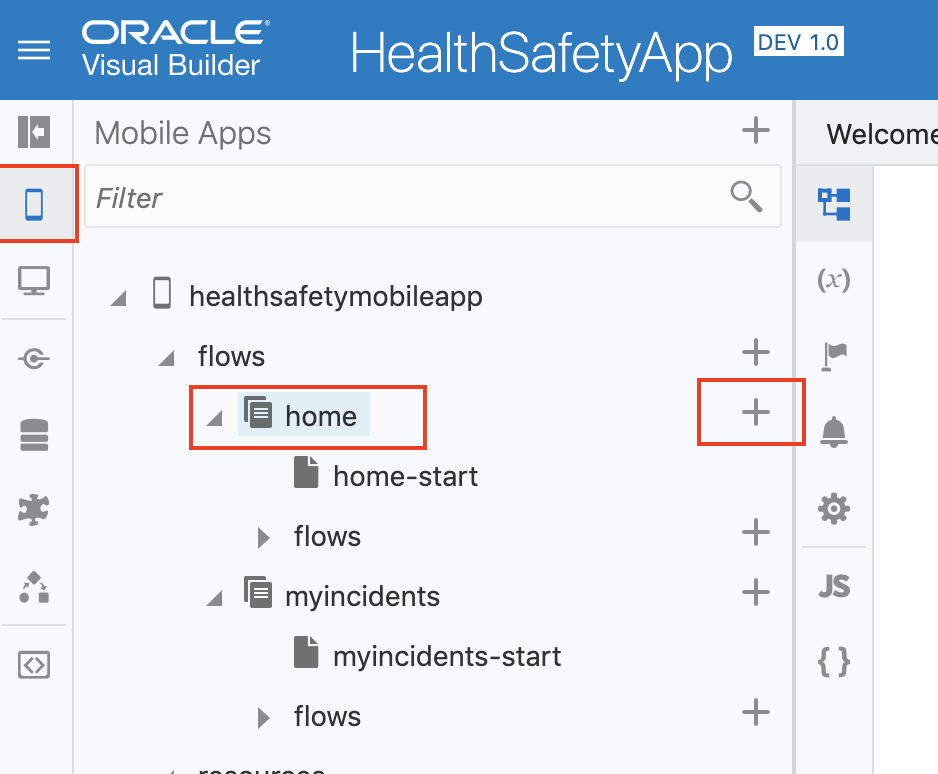 ORACLE®
Visual Builder
HealthSafetyApp
DEV 1.0
Mobile Apps
Welcome
Filter
healthsafetymobileapp
flows
(x)
home
home-start
flows
JS
myincidents
myincidents-start
{ }
flows
resources